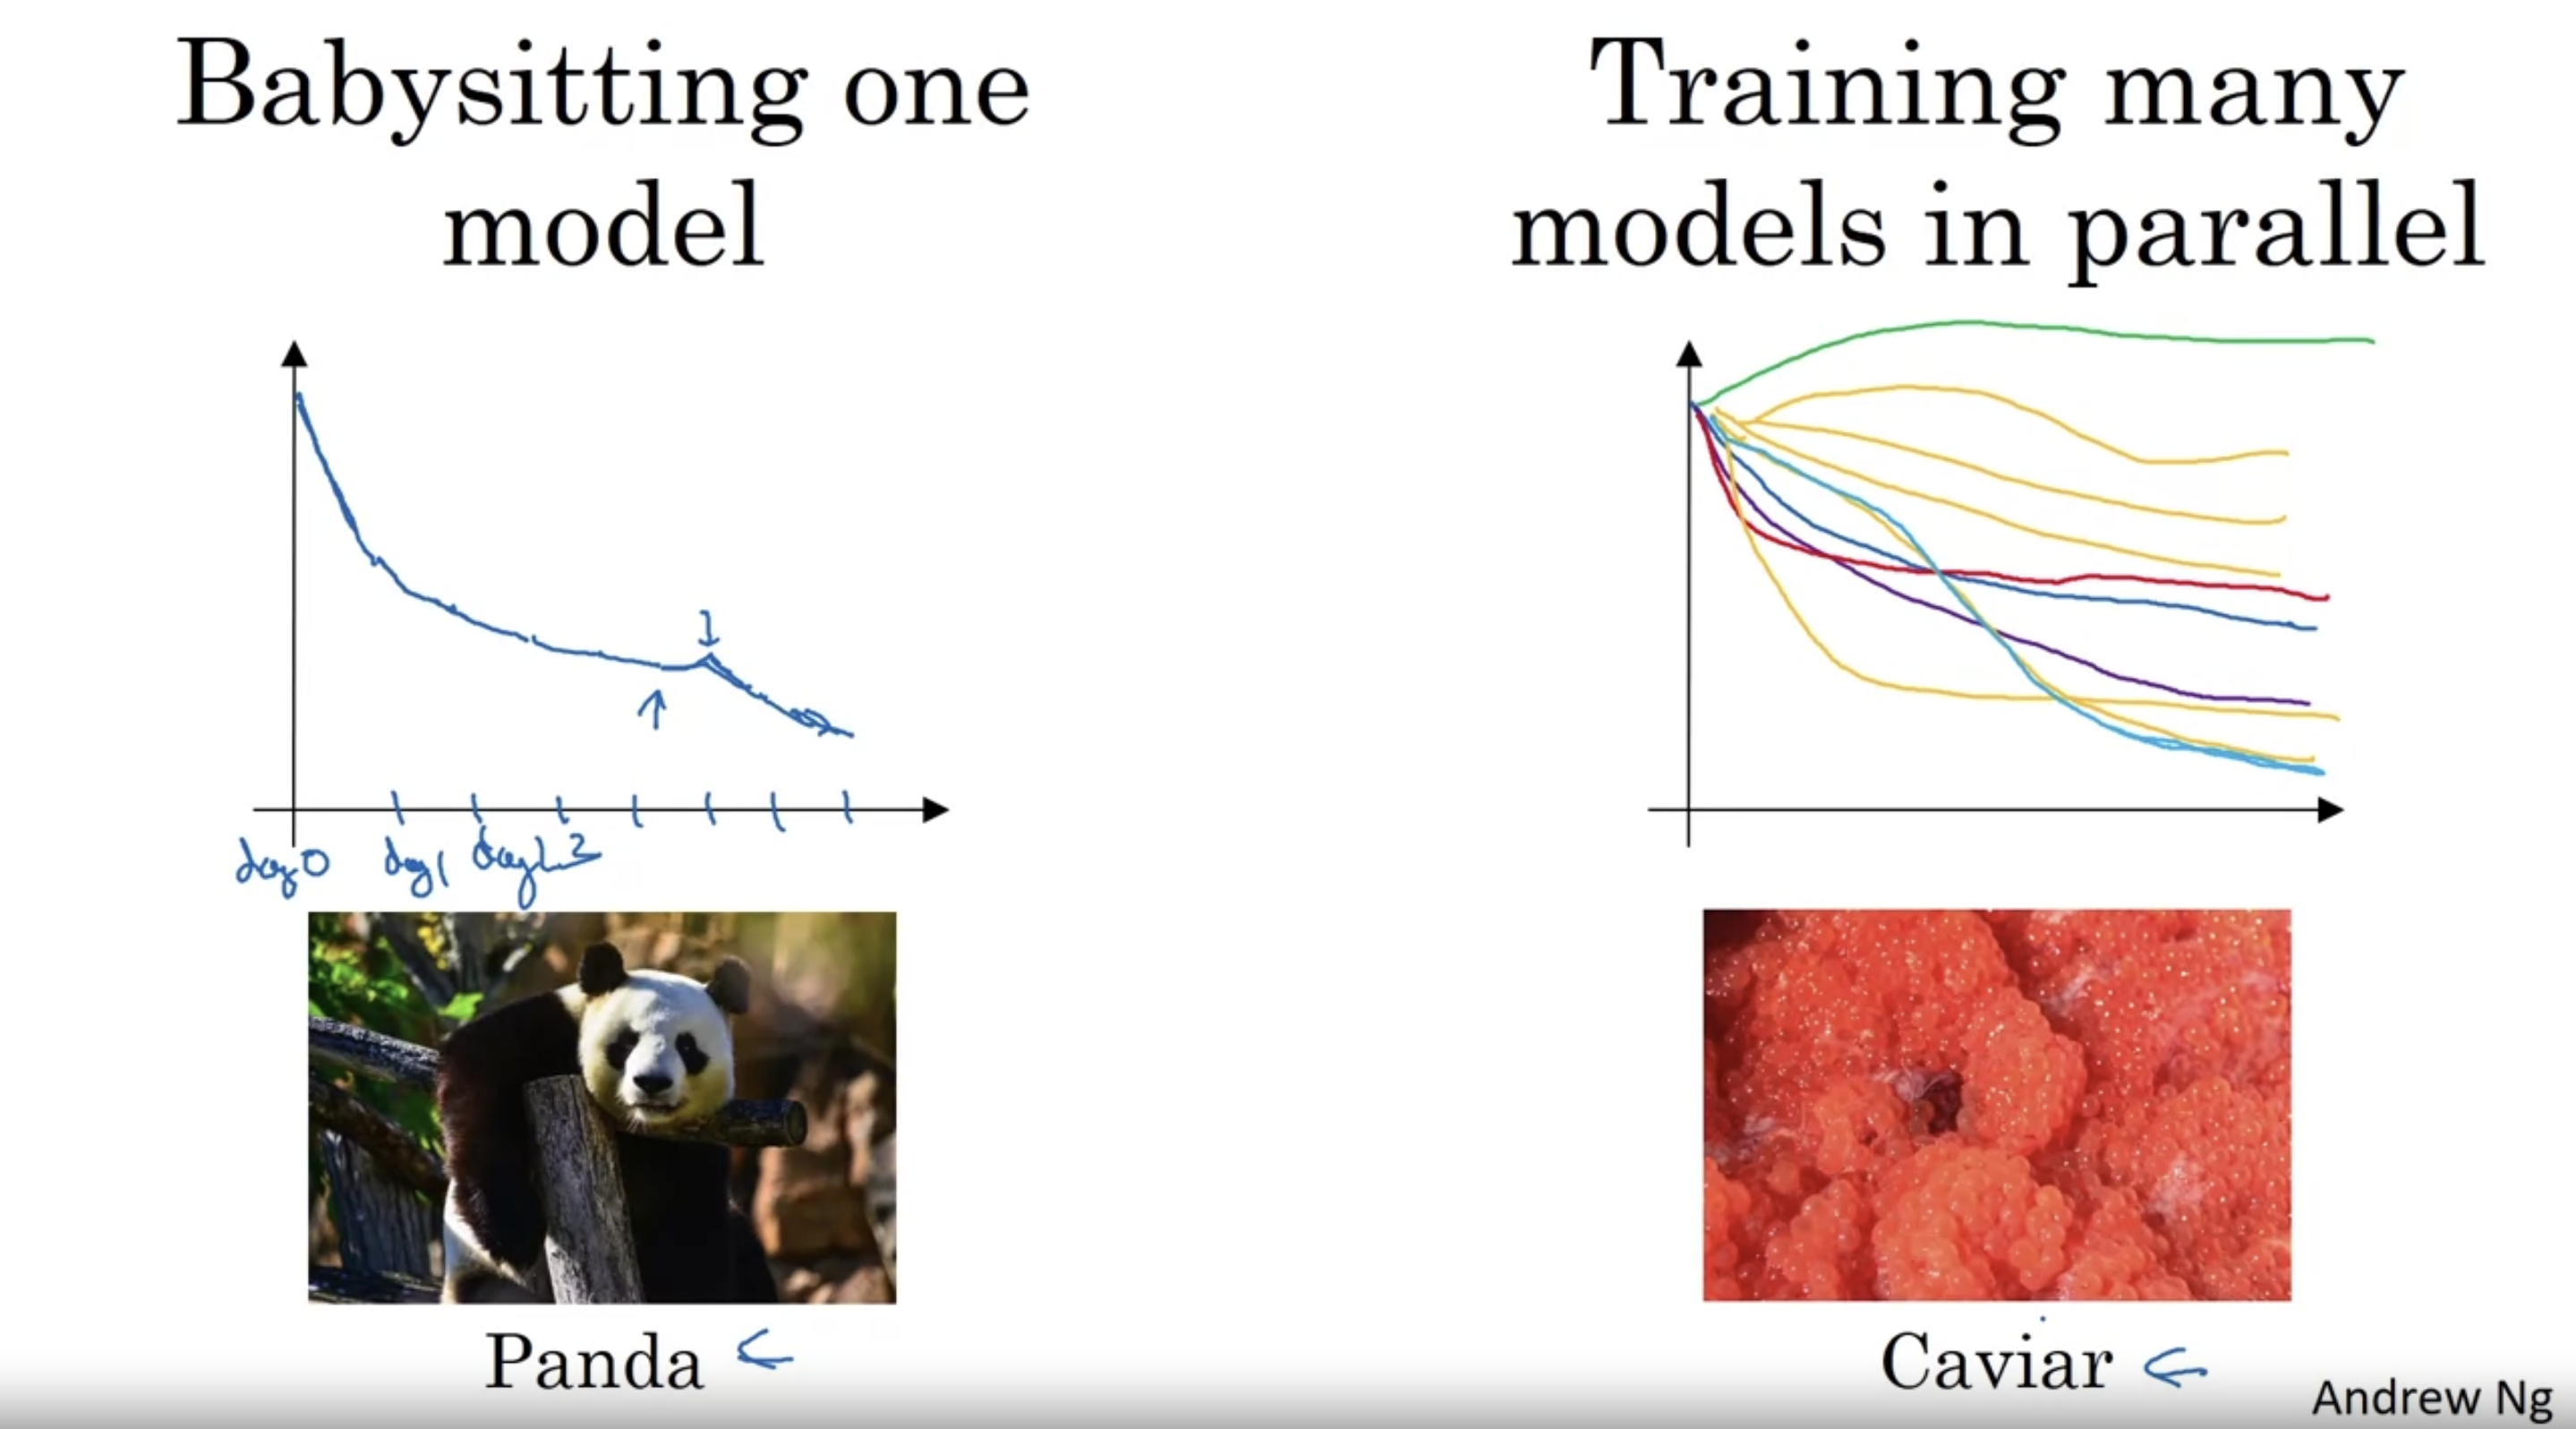 Babysitting one
model
Training many
models in parallel
day 0
day 1
day 2
Panda
Caviar
Andrew Ng